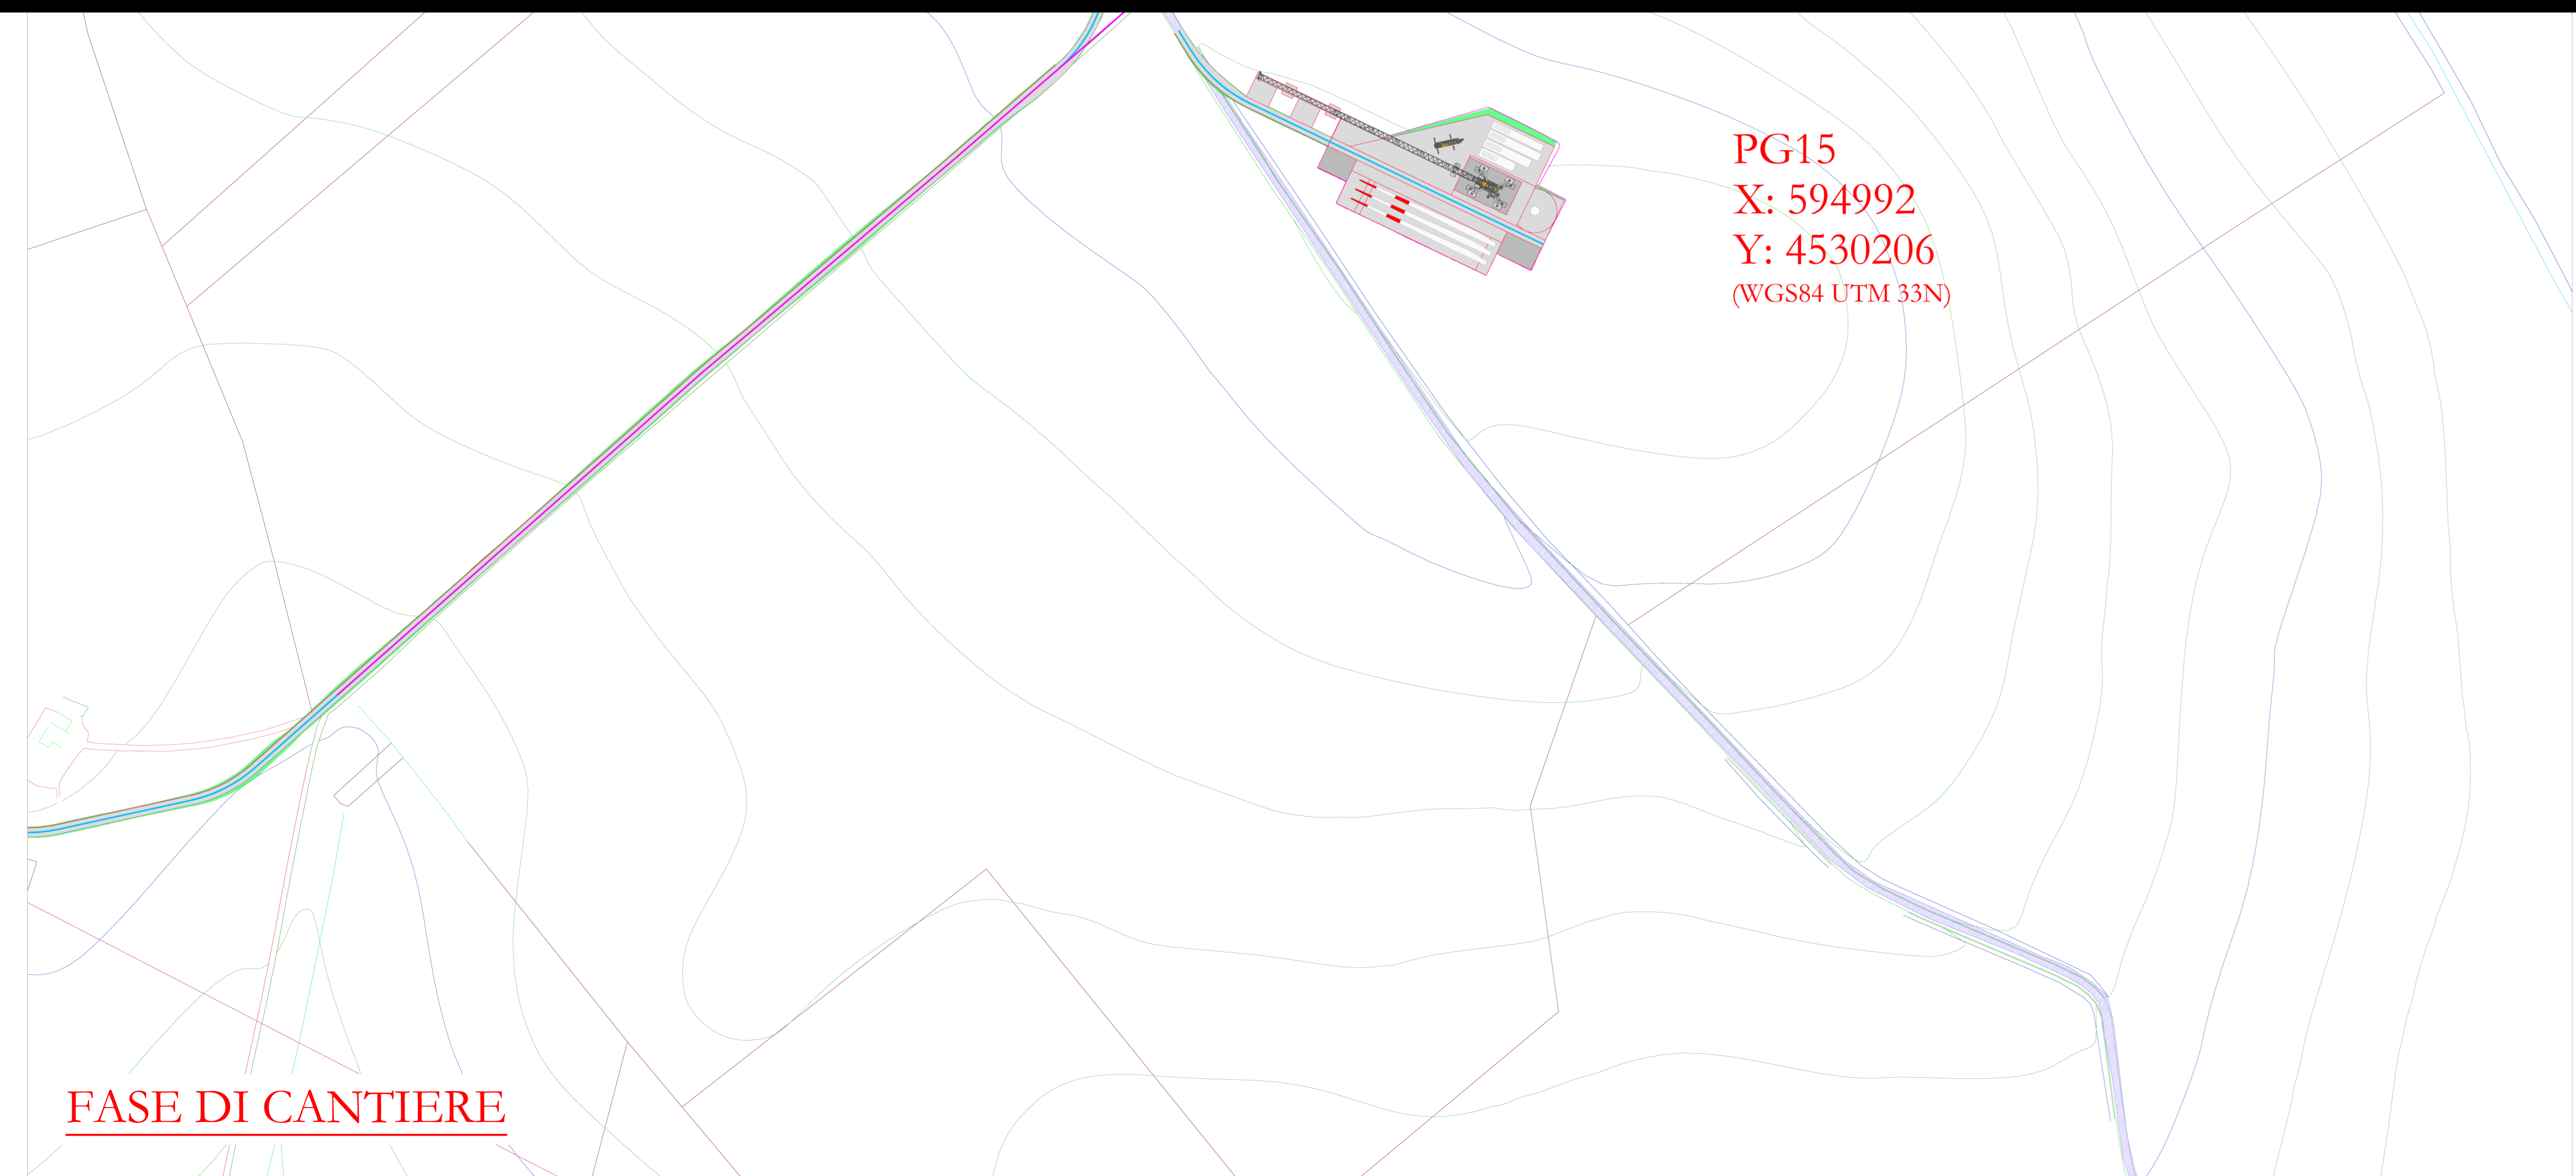 PG15
X: 594992
Y: 4530206
(WGS84 UTM 33N)
FASE DI CANTIERE